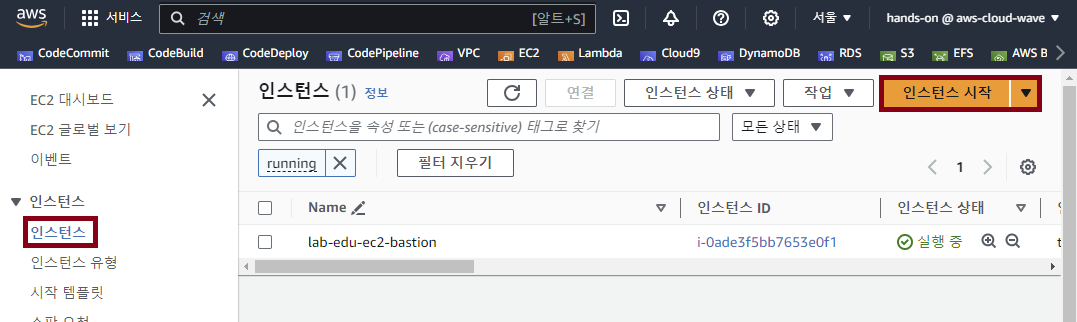 aws 서비스 검색 [알트+S] 서울 hands-on @ aws-cloud-wave
CodeCommit CodeBuild CodeDeploy CodePipeline VPC EC2 Lambda Cloud9 DynamoDB RDS S3 EFS AWS B
EC2 대시보드
EC2 글로벌 보기
이벤트
인스턴스
인스턴스
인스턴스 유형
시작 템플릿
인스턴스 (1) 정보 연결 인스턴스 상태 작업 인스턴스 시작
인스턴스을 속성 또는 (case-sensitive) 태그로 찾기 모든 상태
running 필터 지우기
1
Name 인스턴스 ID 인스턴스 상태
lab-edu-ec2-bastion i-0ade3f5bb7653e0f1 실행 중